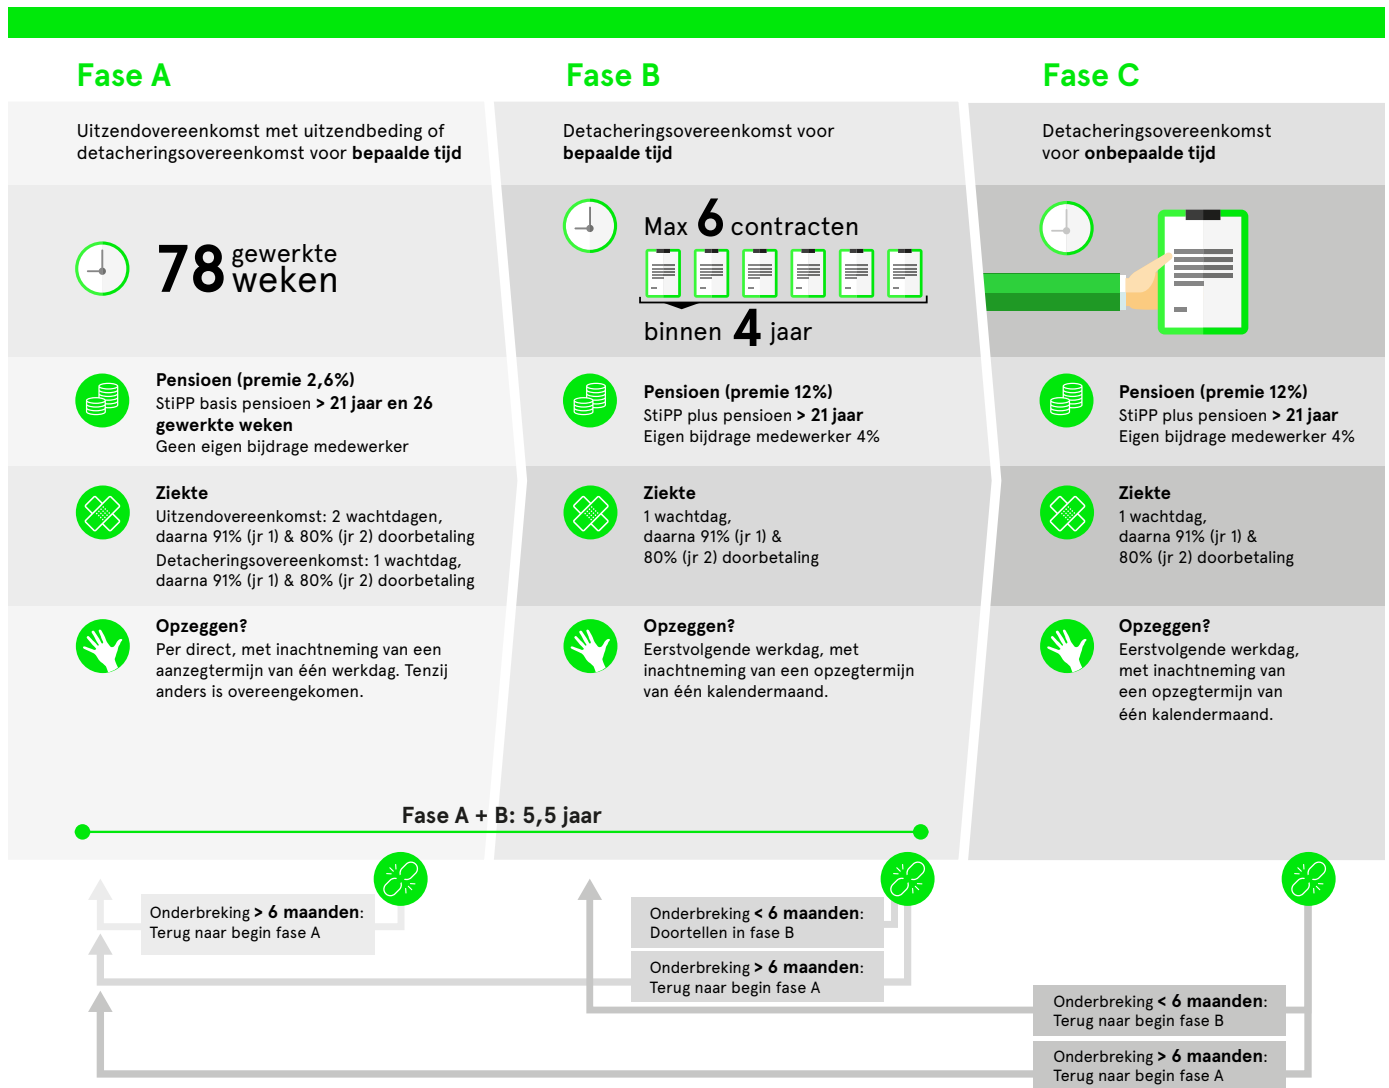 Fase A
Uitzendovereenkomst met uitzendbeding of
detacheringsovereenkomst voor bepaalde tijd
78 gewerkte
weken
Pensioen (premie 2,6%)
StiPP basis pensioen > 21 jaar en 26
gewerkte weken
Geen eigen bijdrage medewerker
Ziekte
Uitzendovereenkomst: 2 wachtdagen,
daarna 91% (jr 1) & 80% (jr 2) doorbetaling
Detacheringsovereenkomst: 1 wachtdag,
daarna 91% (jr 1) & 80% (jr 2) doorbetaling
Opzeggen?
Per direct, met inachtneming van een
aanzegtermijn van één werkdag. Tenzij
anders is overeengekomen.
Fase B
Detacheringsovereenkomst voor
bepaalde tijd
Max 6 contracten
binnen 4 jaar
Pensioen (premie 12%)
StiPP plus pensioen > 21 jaar
Eigen bijdrage medewerker 4%
Ziekte
1 wachtdag,
daarna 91% (jr 1) &
80% (jr 2) doorbetaling
Opzeggen?
Eerstvolgende werkdag, met
inachtneming van een opzegtermijn
van één kalendermaand.
Fase C
Detacheringsovereenkomst
voor onbepaalde tijd
Pensioen (premie 12%)
StiPP plus pensioen > 21 jaar
Eigen bijdrage medewerker 4%
Ziekte
1 wachtdag,
daarna 91% (jr 1) &
80% (jr 2) doorbetaling
Opzeggen?
Eerstvolgende werkdag,
met inachtneming van
een opzegtermijn van
één kalendermaand.
Fase A + B: 5,5 jaar
Onderbreking > 6 maanden:
Terug naar begin fase A
Onderbreking < 6 maanden:
Doortellen in fase B
Onderbreking > 6 maanden:
Terug naar begin fase A
Onderbreking < 6 maanden:
Terug naar begin fase B
Onderbreking > 6 maanden:
Terug naar begin fase A